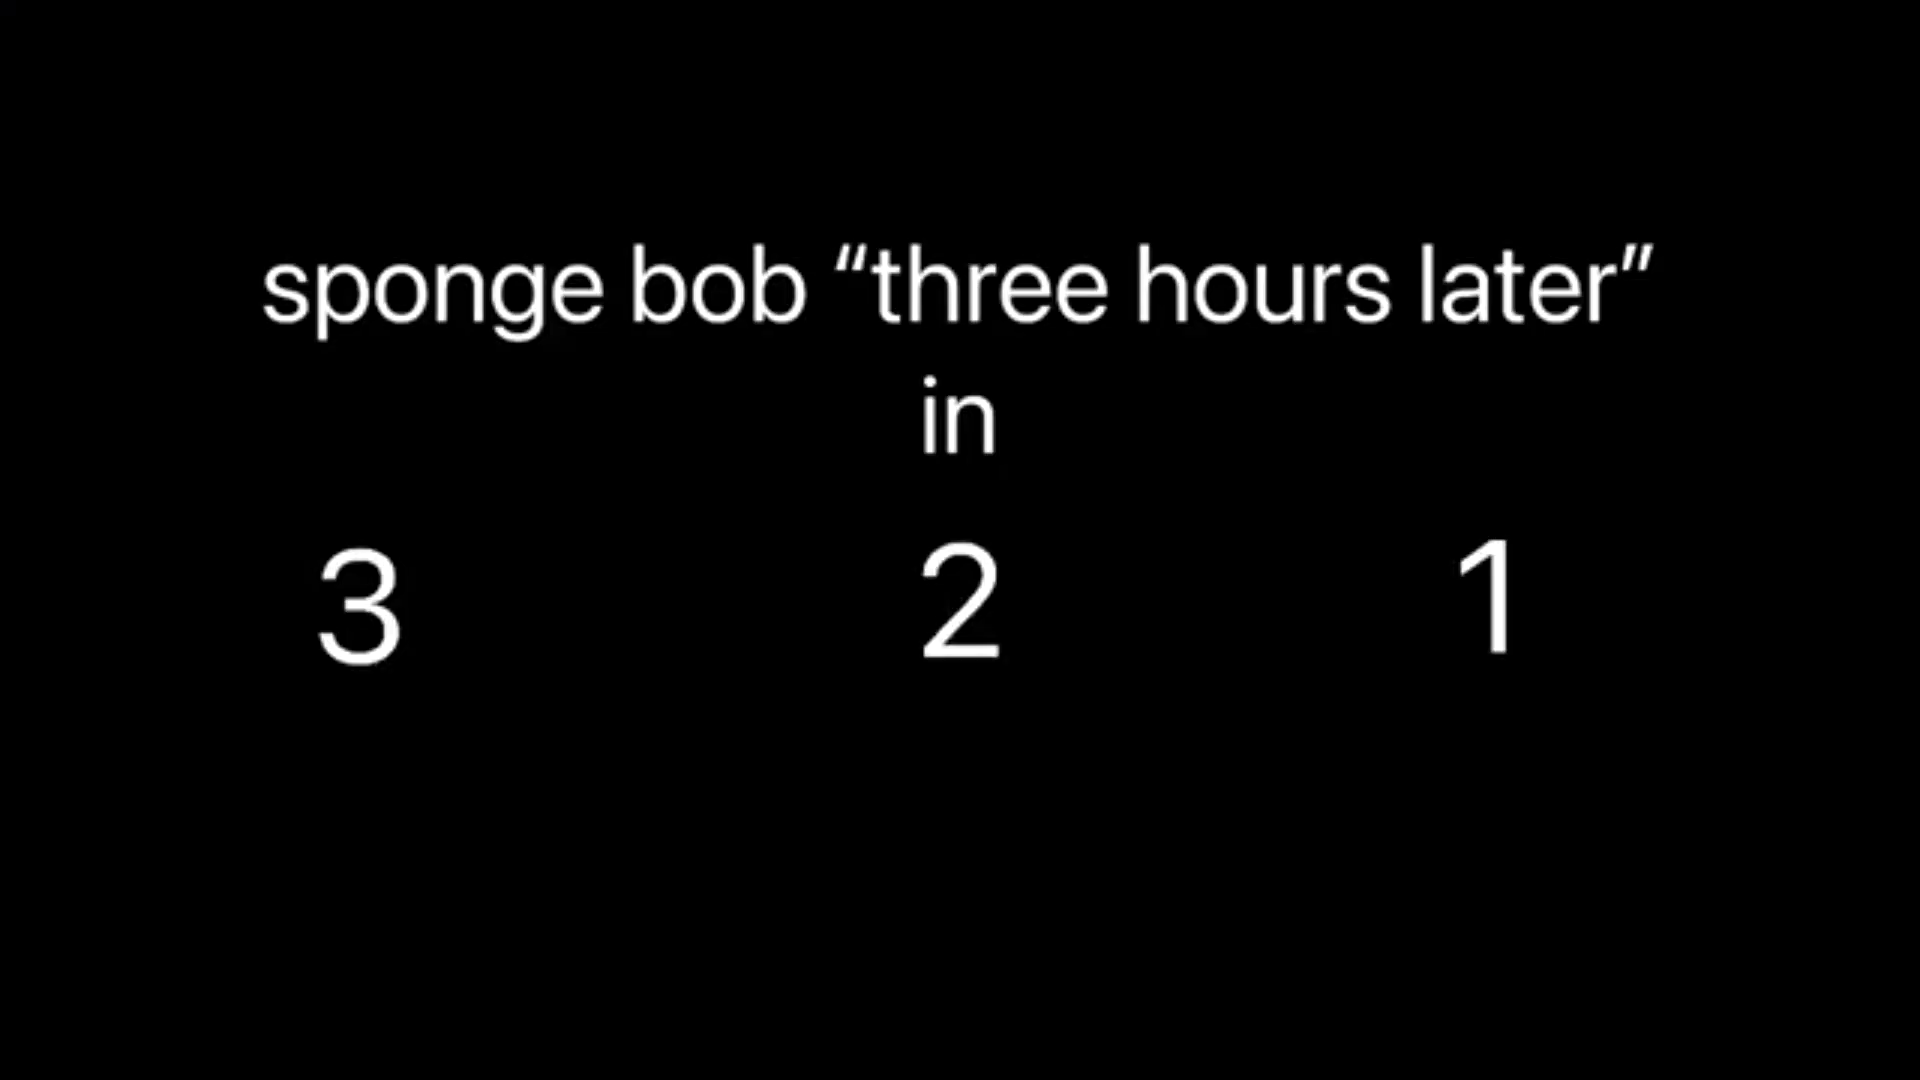 sponge bob “three hours later”
in
3 2 1